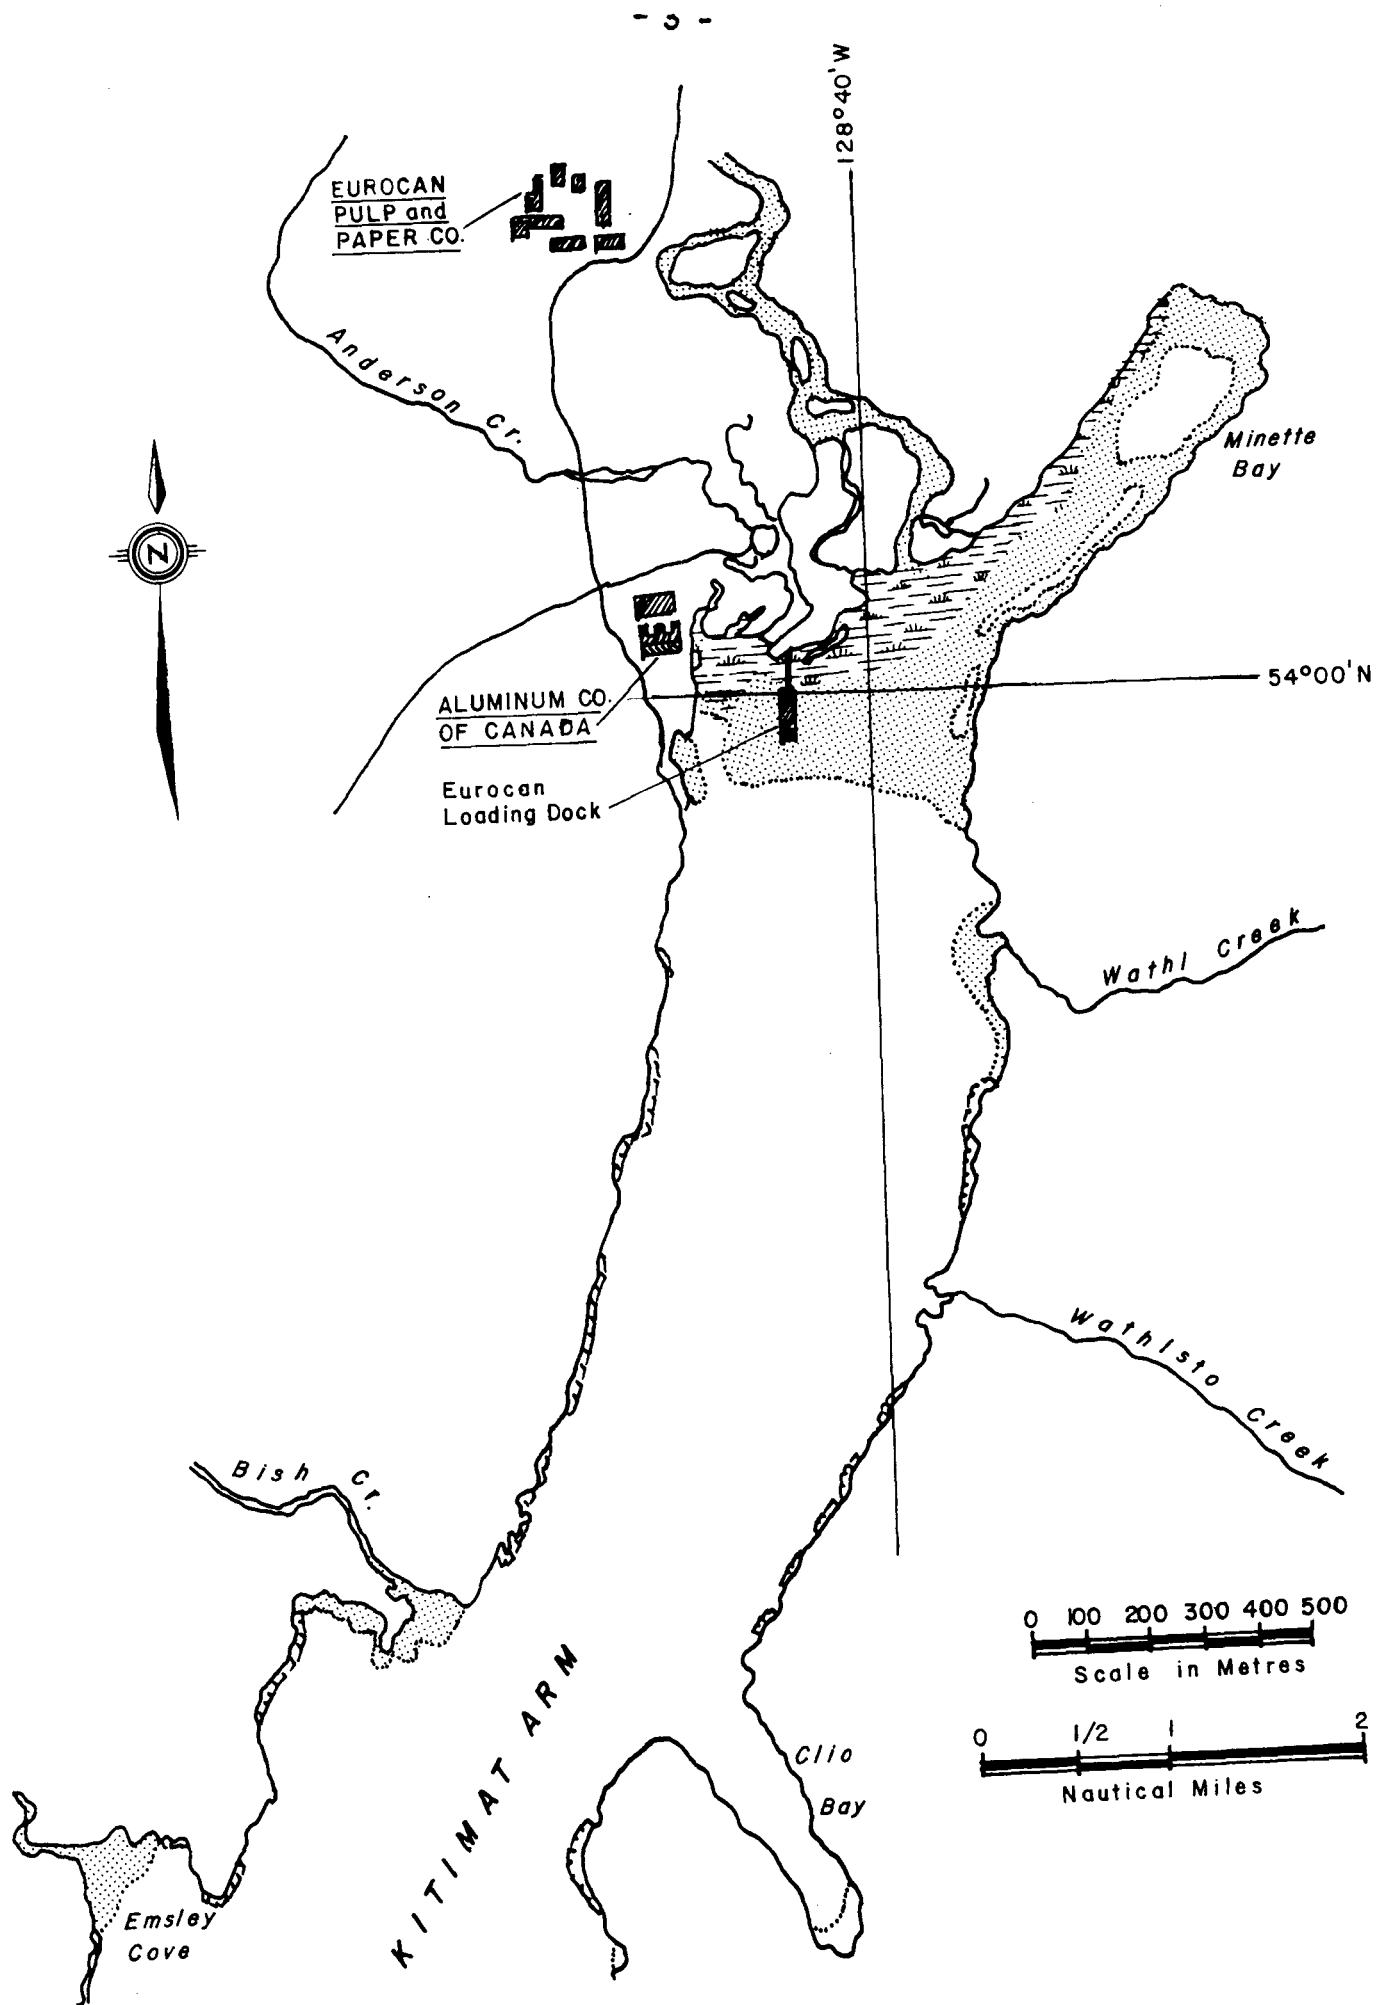 - 3 -
128°40'W
EUROCAN
PULP and
PAPER CO.
Anderson Cr.
Minette
Bay
N
54°00'N
ALUMINUM CO.
OF CANADA
Eurocan
Loading Dock
Wathl Creek
Wathlsto Creek
Bish Cr.
0 100 200 300 400 500
Scale in Metres
0 1/2 1 2
Nautical Miles
KITIMAT ARM
Clio
Bay
Emsley
Cove